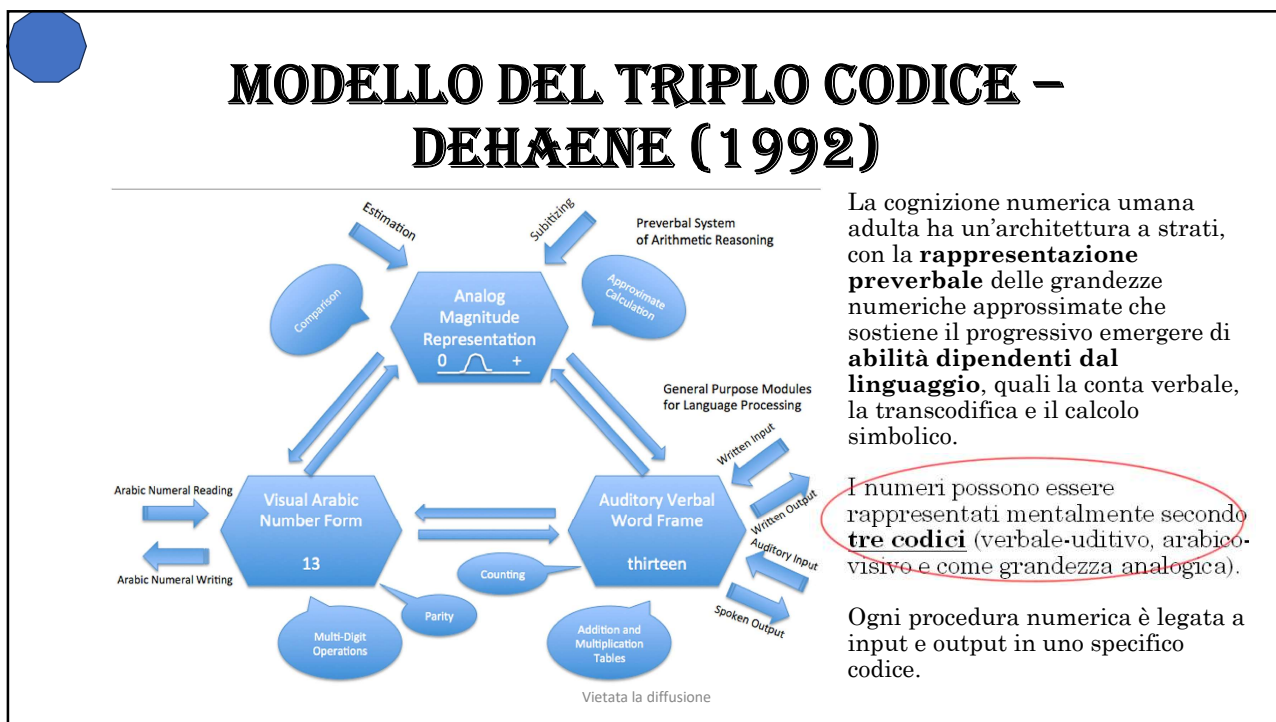 MODELLO DEL TRIPLO CODICE –
DEHAENE (1992)
Estimation
Subitizing
Preverbal System
of Arithmetic Reasoning
Comparison
Analog
Magnitude
Representation
0 +
Approximate
Calculation
General Purpose Modules
for Language Processing
Written Input
Written Output
Auditory Input
Spoken Output
Arabic Numeral Reading
Arabic Numeral Writing
Visual Arabic
Number Form
13
Auditory Verbal
Word Frame
thirteen
Counting
Parity
Multi-Digit
Operations
Addition and
Multiplication
Tables
La cognizione numerica umana
adulta ha un’architettura a strati,
con la rappresentazione
preverbale delle grandezze
numeriche approssimate che
sostiene il progressivo emergere di
abilità dipendenti dal
linguaggio, quali la conta verbale,
la transcodifica e il calcolo
simbolico.
I numeri possono essere
rappresentati mentalmente secondo
tre codici (verbale-uditivo, arabico-
visivo e come grandezza analogica).
Ogni procedura numerica è legata a
input e output in uno specifico
codice.
Vietata la diffusione